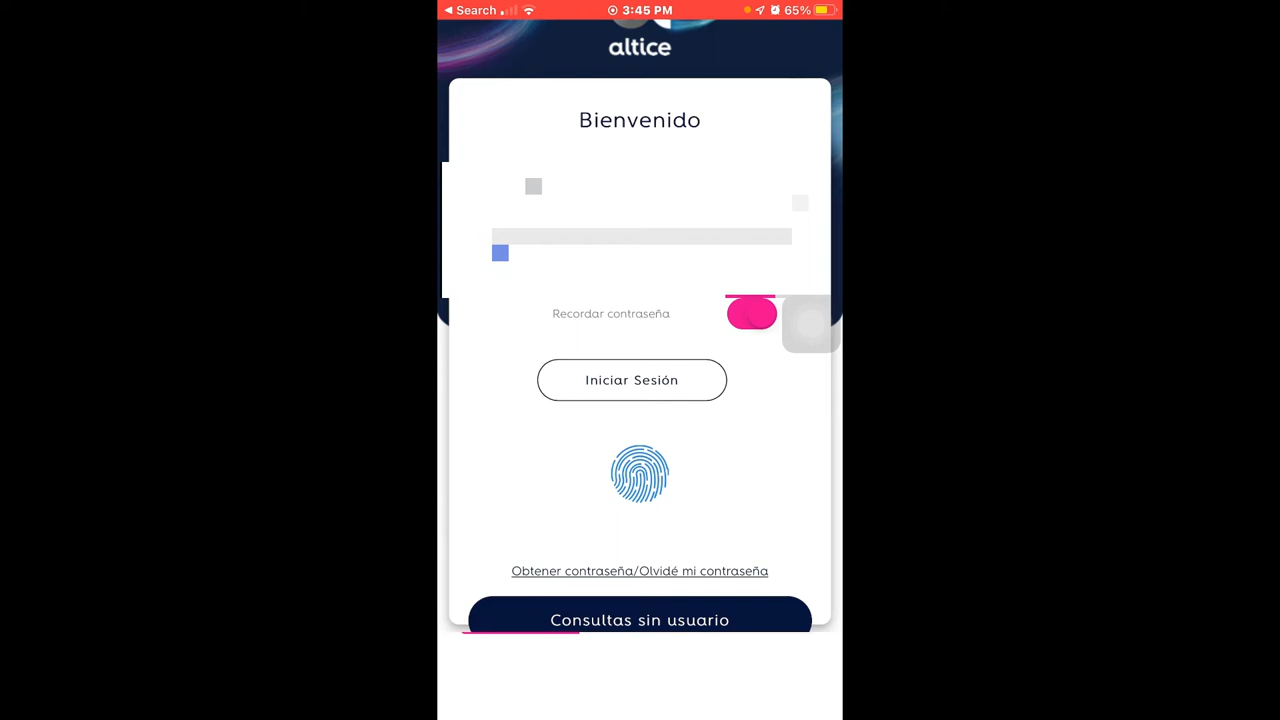 Search 3:45 PM 65%
altice
Bienvenido
Recordar contraseña
Iniciar Sesión
Obtener contraseña/Olvidé mi contraseña
Consultas sin usuario